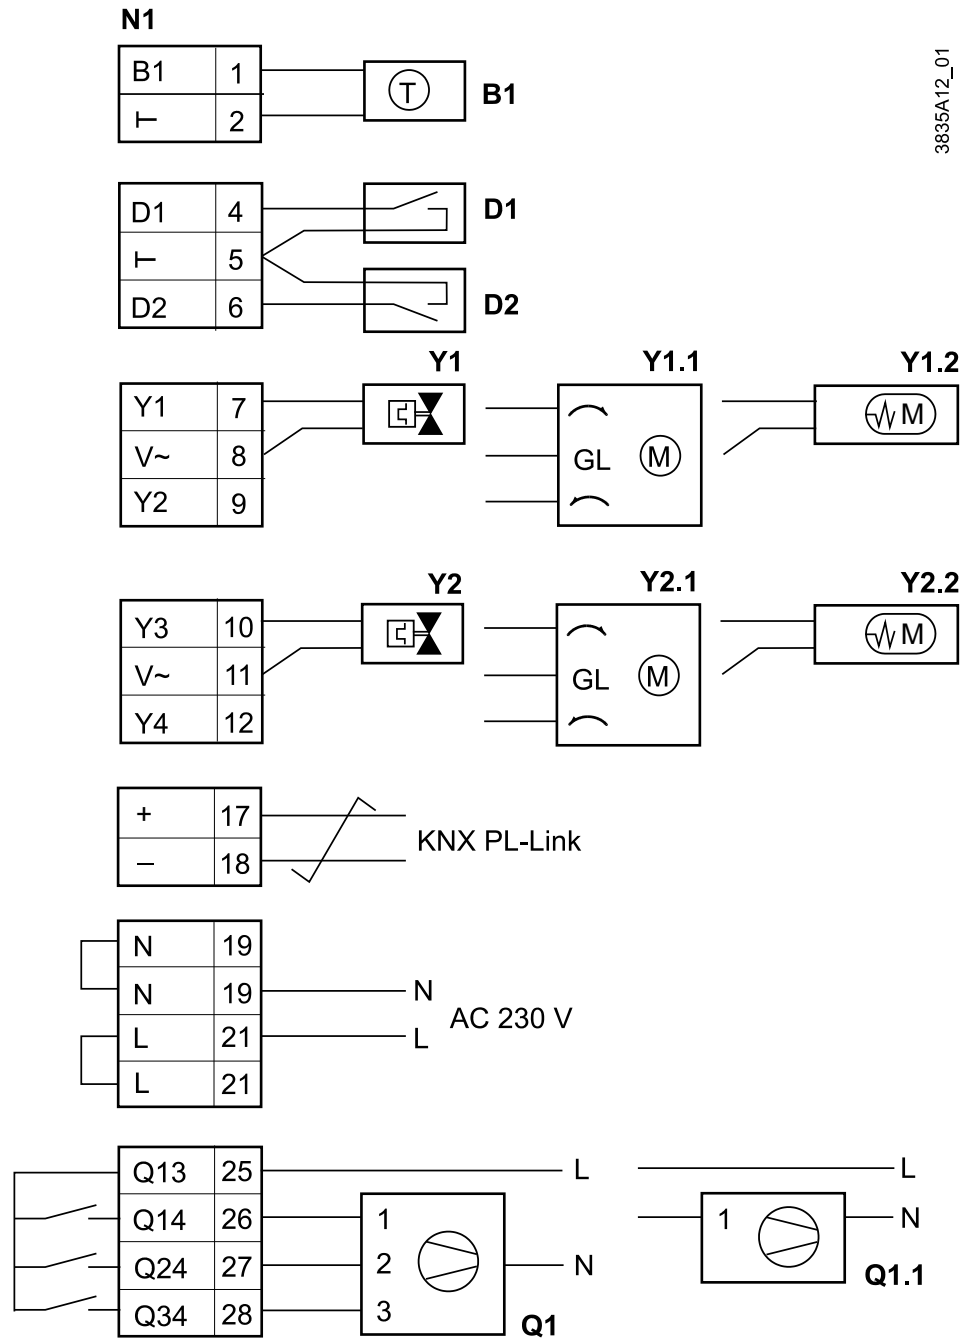 N1
3835A12_01
B1 1
T
B1
⊢ 2
D1 4
D1
⊢ 5
D2 6
D2
Y1 Y1.1 Y1.2
Y1 7
M
V~ 8
GL M
Y2 9
Y2 Y2.1 Y2.2
Y3 10
M
V~ 11
GL M
Y4 12
+ 17
KNX PL-Link
– 18
N 19
N 19 N
AC 230 V
L 21 L
L 21
Q13 25 L L
Q14 26 1 1 N
Q24 27 2 N
Q1.1
Q34 28 3
Q1